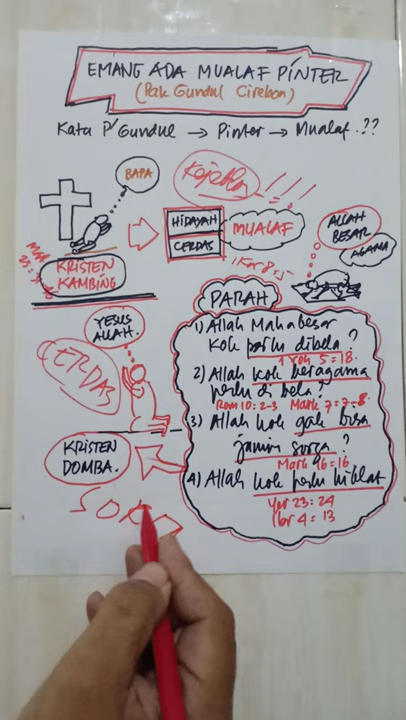 EMANG ADA MUALAF PINTER
(Pak Gundul Cirebon)
Kata P'Gundul → Pinter → Mualaf.??
BAPA
KRISTEN
KAMBING
HIDAYAH
CERDAS
MUALAF
ALLAH
BESAR
AGAMA
YESUS
ALLAH.
CERDAS
KRISTEN
DOMBA.
PARAH
1) Allah Mahabesar
kok perlu dibela?
1 Yoh 5=18.
2) Allah kok beragama
perlu di bela?
Rom 10:2-3 Mark 7=7=8.
3) Allah kok gak bisa
jamin surga?
Mark 16=16
4) Allah kok perlu kiblat
Yer 23:24
Ibr 4=13